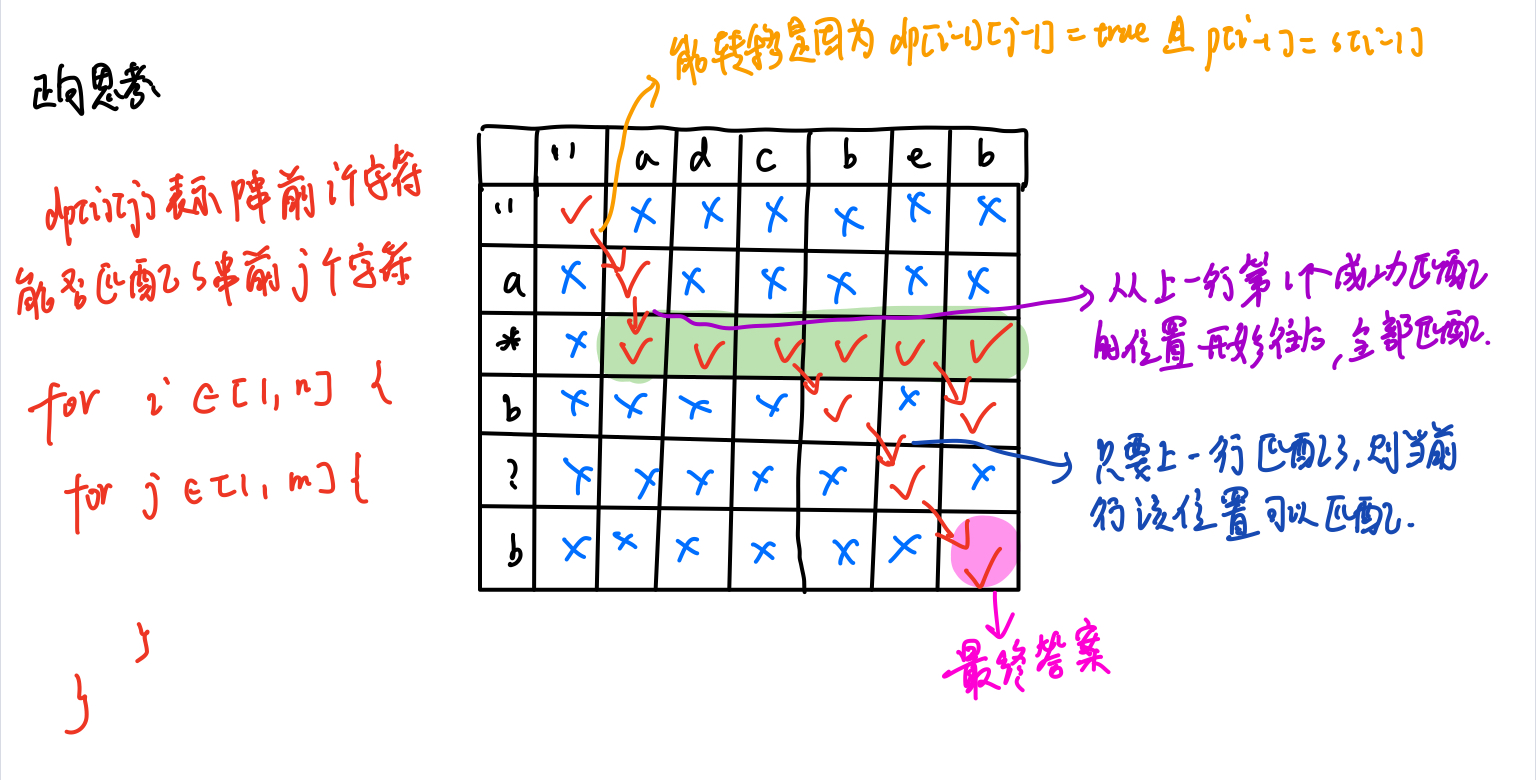 能转移是因为 dp[i-1][j-1] = true 且 p[i-1] = s[i-1]
正向思考
dp[i][j] 表示 p串前 i 个字符
能否匹配 s串前 j 个字符
for i ∈ [1, n] {
for j ∈ [1, m] {
}
}
'' a d c b e b
'' ✓ × × × × × ×
a × ✓ × × × × ×
* × ✓ ✓ ✓ ✓ ✓ ✓
b × × × × ✓ × ✓
? × × × × × ✓ ×
b × × × × × × ✓
从上一行第1个成功匹配
的位置开始往后,全部匹配.
只要上一行匹配了,则当前
行该位置可以匹配.
最终答案